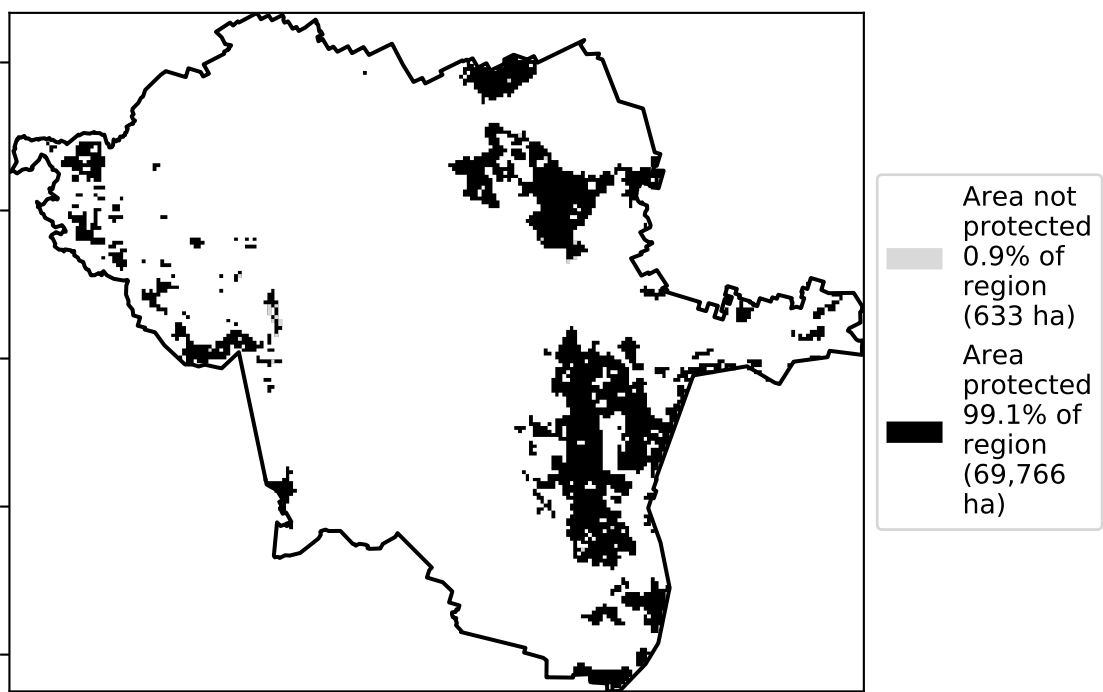 Area not
protected
0.9% of
region
(633 ha)
Area
protected
99.1% of
region
(69,766
ha)